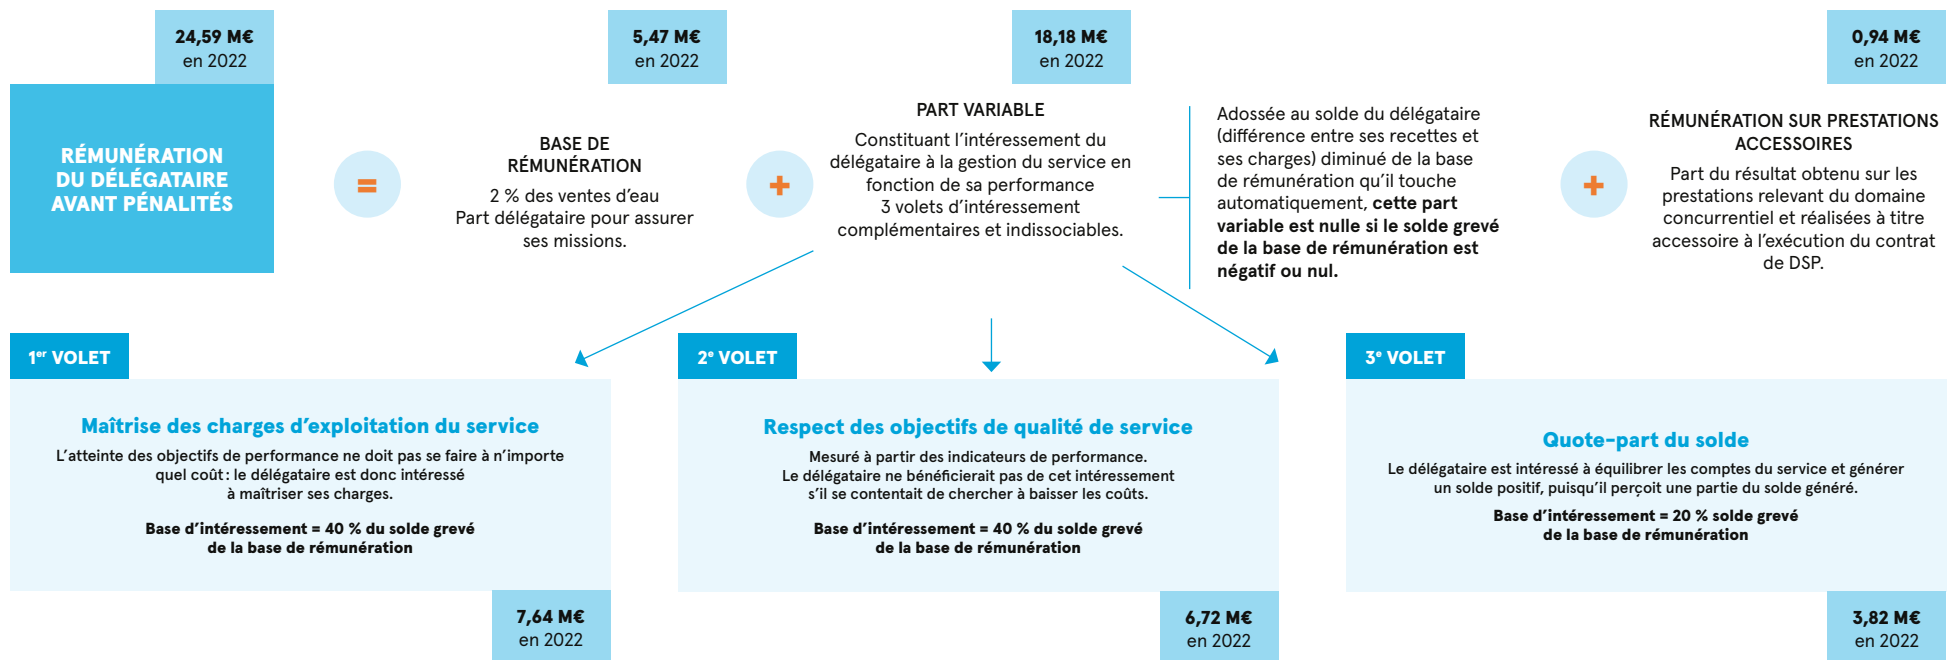 24,59 M€
en 2022
RÉMUNÉRATION
DU DÉLÉGATAIRE
AVANT PÉNALITÉS
=
5,47 M€
en 2022
BASE DE
RÉMUNÉRATION
2 % des ventes d’eau
Part délégataire pour assurer
ses missions.
+
18,18 M€
en 2022
PART VARIABLE
Constituant l’intéressement du
délégataire à la gestion du service en
fonction de sa performance
3 volets d’intéressement
complémentaires et indissociables.
Adossée au solde du délégataire
(différence entre ses recettes et
ses charges) diminué de la base
de rémunération qu’il touche
automatiquement, cette part
variable est nulle si le solde grevé
de la base de rémunération est
négatif ou nul.
+
0,94 M€
en 2022
RÉMUNÉRATION SUR PRESTATIONS
ACCESSOIRES
Part du résultat obtenu sur les
prestations relevant du domaine
concurrentiel et réalisées à titre
accessoire à l’exécution du contrat
de DSP.
1er VOLET
Maîtrise des charges d’exploitation du service
L’atteinte des objectifs de performance ne doit pas se faire à n’importe
quel coût : le délégataire est donc intéressé
à maîtriser ses charges.
Base d’intéressement = 40 % du solde grevé
de la base de rémunération
7,64 M€
en 2022
2e VOLET
Respect des objectifs de qualité de service
Mesuré à partir des indicateurs de performance.
Le délégataire ne bénéficierait pas de cet intéressement
s’il se contentait de chercher à baisser les coûts.
Base d’intéressement = 40 % du solde grevé
de la base de rémunération
6,72 M€
en 2022
3e VOLET
Quote-part du solde
Le délégataire est intéressé à équilibrer les comptes du service et générer
un solde positif, puisqu’il perçoit une partie du solde généré.
Base d’intéressement = 20 % solde grevé
de la base de rémunération
3,82 M€
en 2022